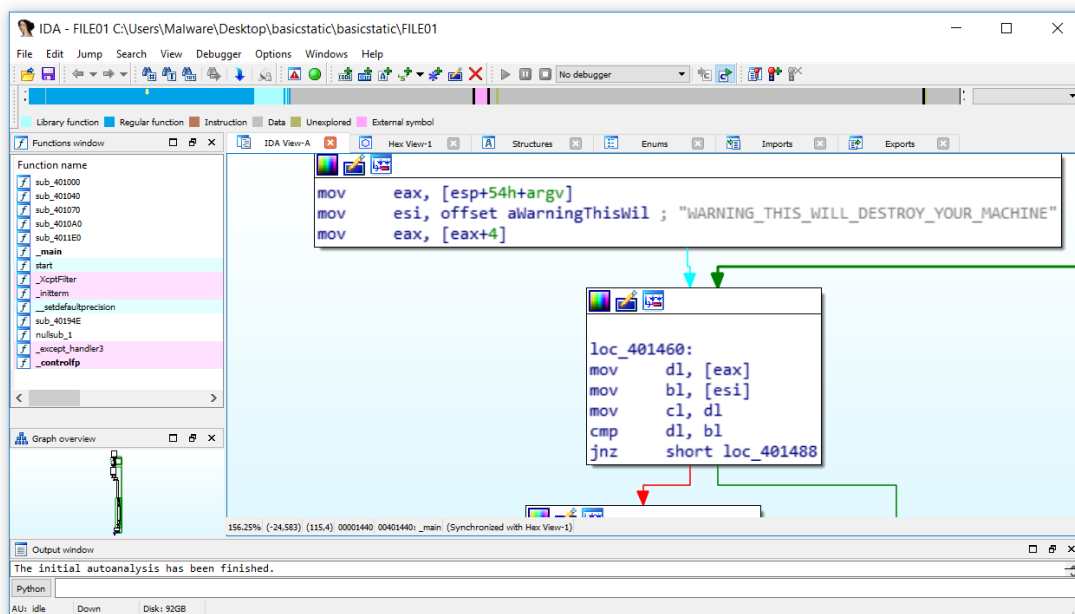 IDA - FILE01 C:\Users\Malware\Desktop\basicstatic\basicstatic\FILE01
File Edit Jump Search View Debugger Options Windows Help
No debugger
Library function Regular function Instruction Data Unexplored External symbol
Functions window
IDA View-A Hex View-1 Structures Enums Imports Exports
Function name
sub_401000
sub_401040
sub_401070
sub_4010A0
sub_4011E0
_main
start
_XcptFilter
_initterm
__setdefaultprecision
sub_40194E
nullsub_1
_except_handler3
_controlfp
mov eax, [esp+54h+argv]
mov esi, offset aWarningThisWil ; "WARNING_THIS_WILL_DESTROY_YOUR_MACHINE"
mov eax, [eax+4]
loc_401460:
mov dl, [eax]
mov bl, [esi]
mov cl, dl
cmp dl, bl
jnz short loc_401488
Graph overview
156.25% (-24,583) (115,4) 00001440 00401440: _main (Synchronized with Hex View-1)
Output window
The initial autoanalysis has been finished.
Python
AU: idle Down Disk: 92GB